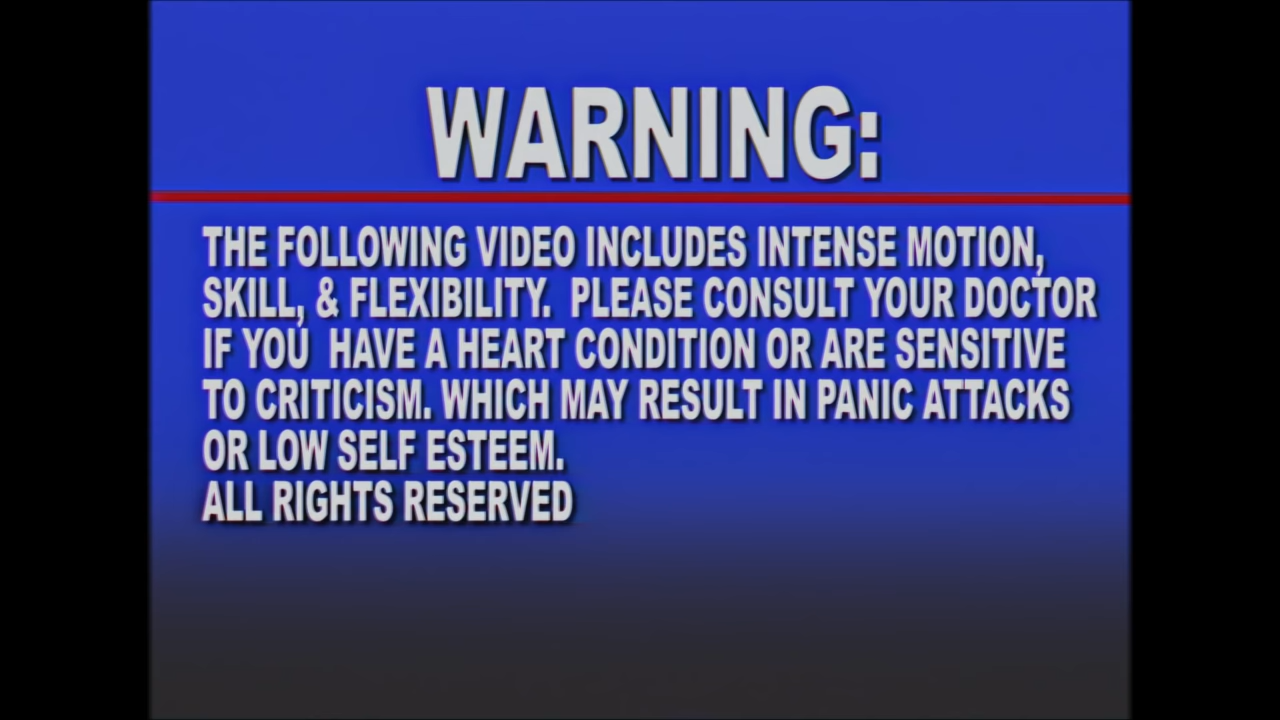 WARNING:
THE FOLLOWING VIDEO INCLUDES INTENSE MOTION,
SKILL, & FLEXIBILITY.  PLEASE CONSULT YOUR DOCTOR
IF YOU  HAVE A HEART CONDITION OR ARE SENSITIVE
TO CRITICISM. WHICH MAY RESULT IN PANIC ATTACKS
OR LOW SELF ESTEEM.
ALL RIGHTS RESERVED